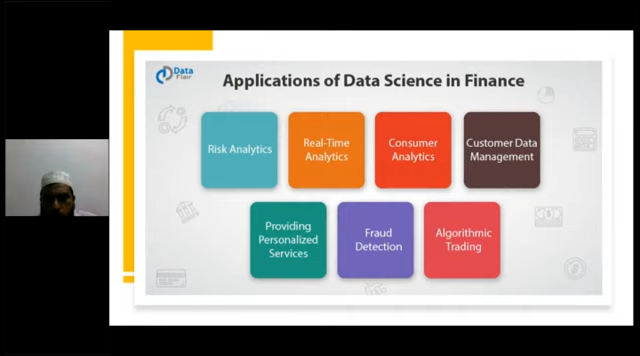 Data
Flair
Applications of Data Science in Finance
Risk Analytics
Real-Time
Analytics
Consumer
Analytics
Customer Data
Management
Providing
Personalized
Services
Fraud
Detection
Algorithmic
Trading